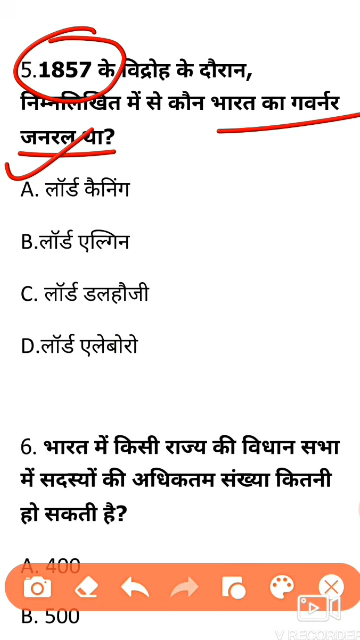 5.1857 के विद्रोह के दौरान,
निम्नलिखित में से कौन भारत का गवर्नर
जनरल था?
A. लॉर्ड कैनिंग
B.लॉर्ड एल्गिन
C. लॉर्ड डलहौजी
D.लॉर्ड एलेबोरो
6. भारत में किसी राज्य की विधान सभा
में सदस्यों की अधिकतम संख्या कितनी
हो सकती है?
A. 400
B. 500
V RECORDER